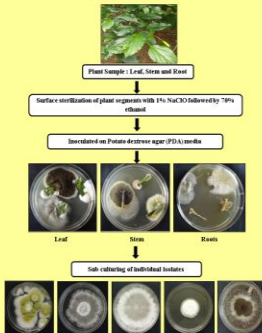 Plant Sample : Leaf, Stem and Root
Surface sterilization of plant segments with 1% NaClO followed by 70%
ethanol
Inoculated on Potato dextrose agar (PDA) media
Leaf
Stem
Roots
Sub culturing of individual isolates